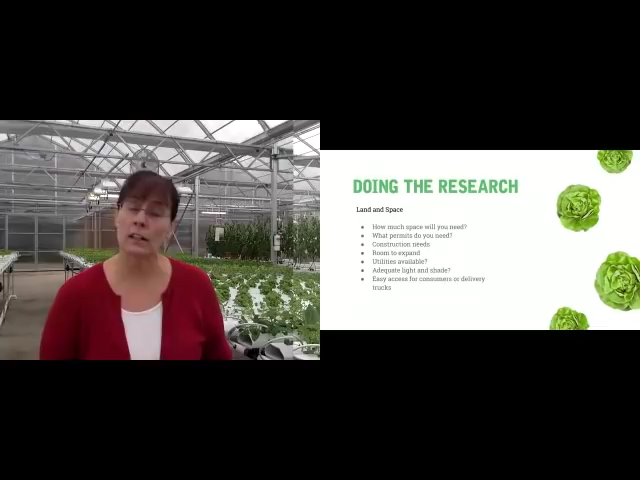 DOING THE RESEARCH
Land and Space
● How much space will you need?
● What permits do you need?
● Construction needs
● Room to expand
● Utilities available?
● Adequate light and shade?
● Easy access for consumers or delivery
trucks